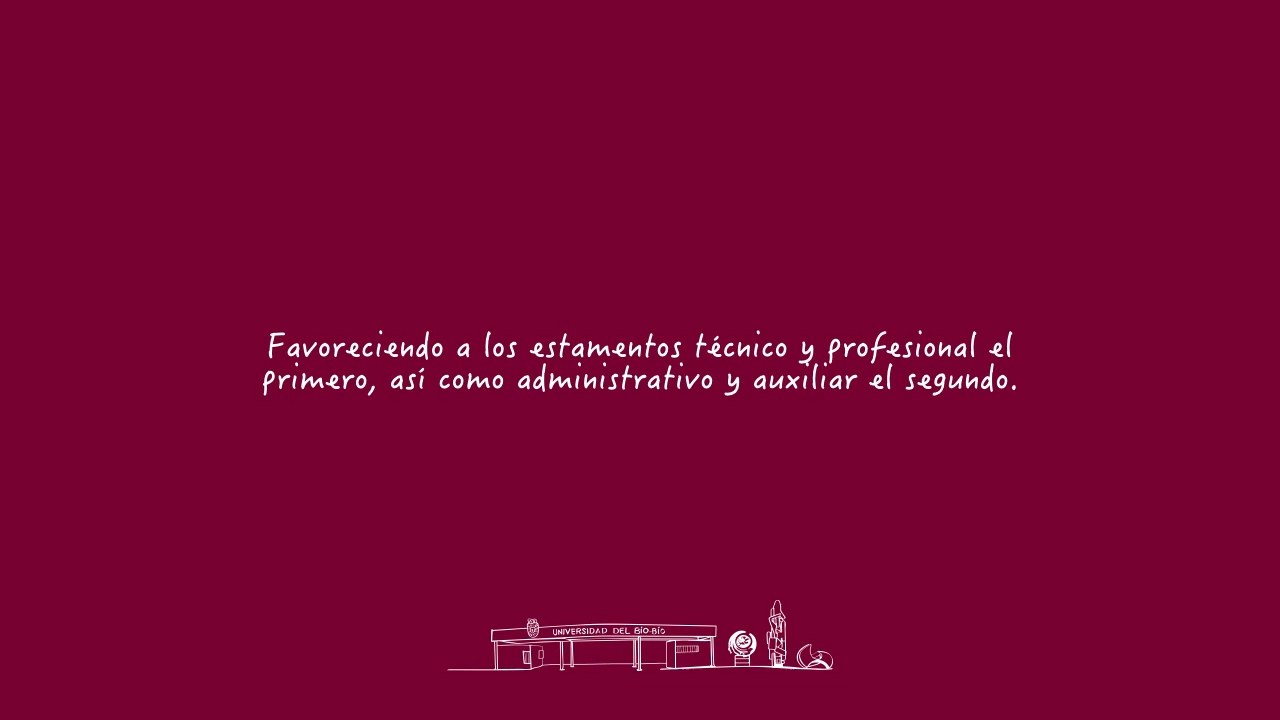 Favoreciendo a los estamentos técnico y profesional el
primero, así como administrativo y auxiliar el segundo.
UNIVERSIDAD DEL BÍO-BÍO